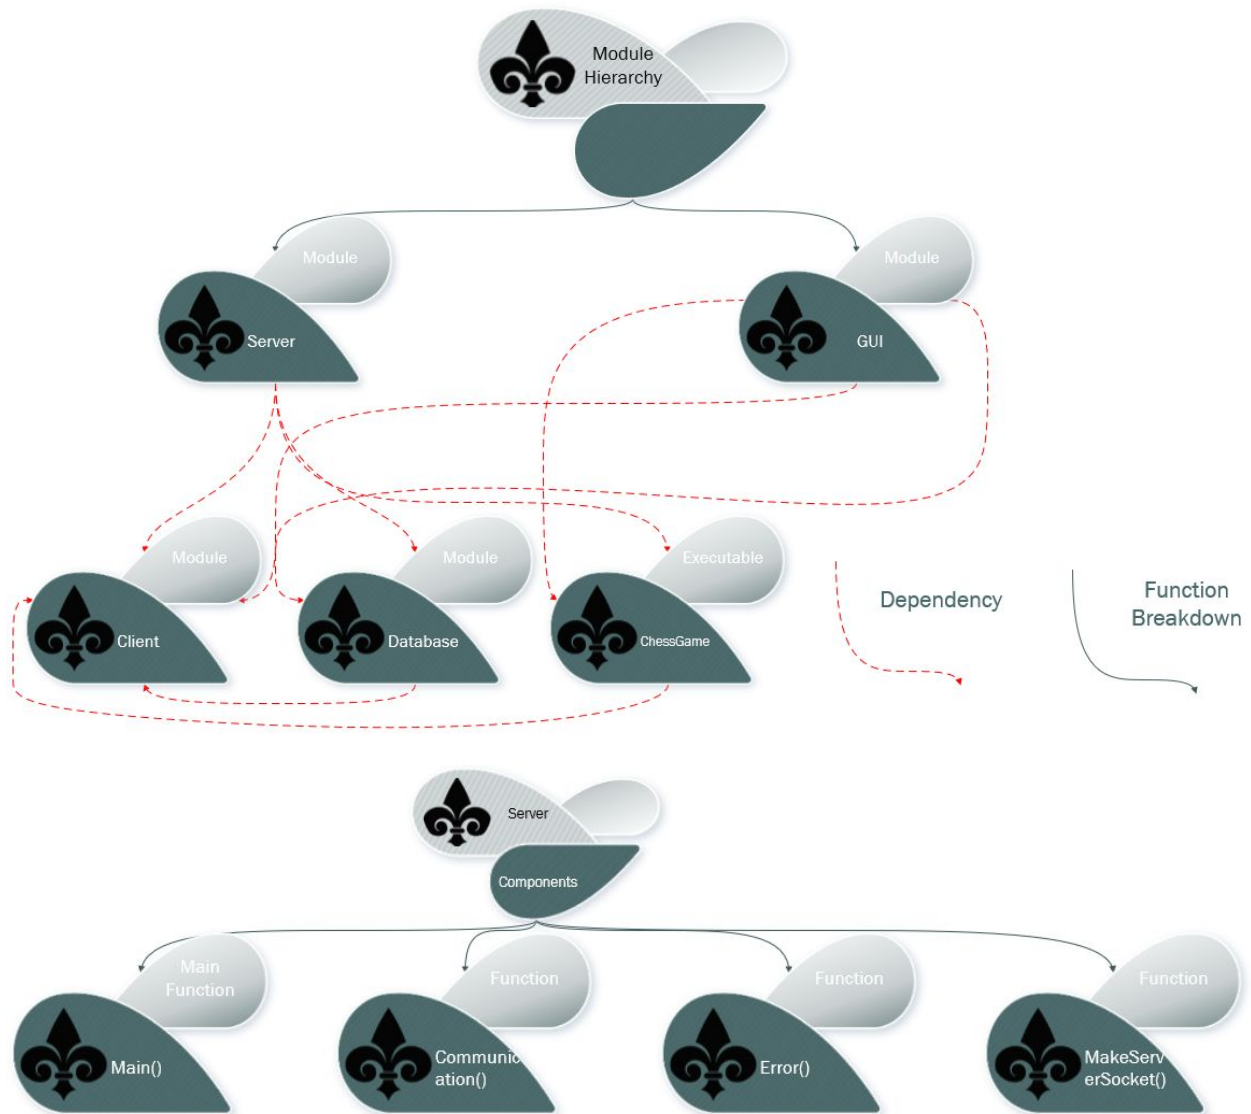 Module
Hierarchy
Module
Module
Server
GUI
Module
Module
Executable
Client
Database
ChessGame
Dependency
Function
Breakdown
Server
Components
Main
Function
Function
Function
Function
Main()
Communic
ation()
Error()
MakeServ
erSocket()